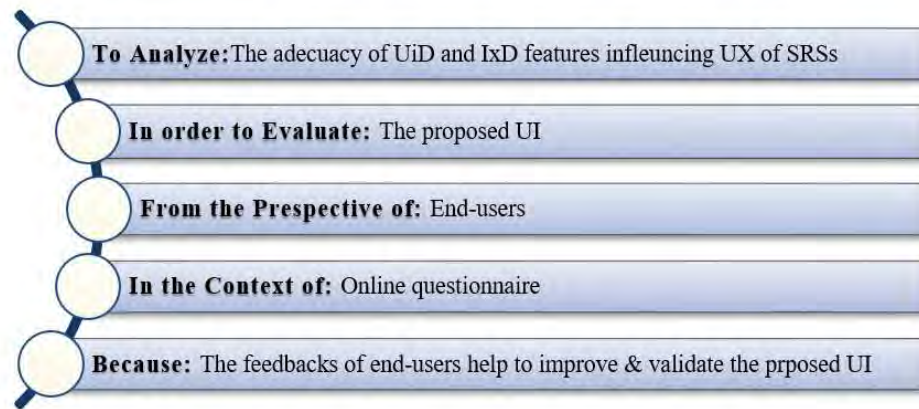 To Analyze: The adecuacy of UiD and IxD features infleuncing UX of SRSs
In order to Evaluate: The proposed UI
From the Prespective of: End-users
In the Context of: Online questionnaire
Because: The feedbacks of end-users help to improve & validate the prposed UI